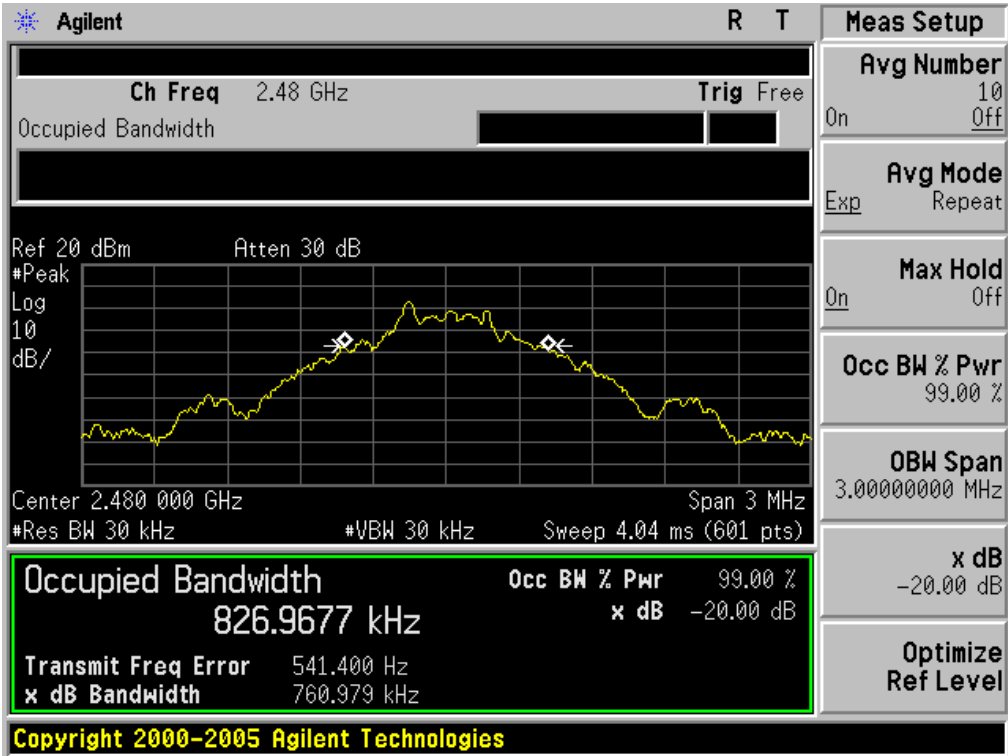 Agilent R T
Ch Freq 2.48 GHz Trig Free
Occupied Bandwidth
Ref 20 dBm Atten 30 dB
#Peak
Log
10
dB/
Center 2.480 000 GHz Span 3 MHz
#Res BW 30 kHz #VBW 30 kHz Sweep 4.04 ms (601 pts)
Occupied Bandwidth Occ BW % Pwr 99.00 %
826.9677 kHz x dB -20.00 dB
Transmit Freq Error 541.400 Hz
x dB Bandwidth 760.979 kHz
Copyright 2000-2005 Agilent Technologies
Meas Setup
Avg Number
10
On Off
Avg Mode
Exp Repeat
Max Hold
On Off
Occ BW % Pwr
99.00 %
OBW Span
3.00000000 MHz
x dB
-20.00 dB
Optimize
Ref Level